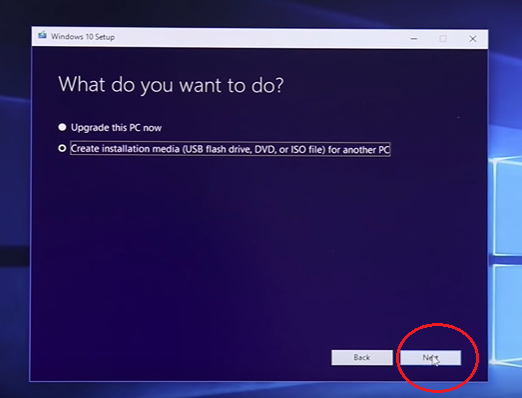 Windows 10 Setup
What do you want to do?
Upgrade this PC now
Create installation media (USB flash drive, DVD, or ISO file) for another PC
Back
Next